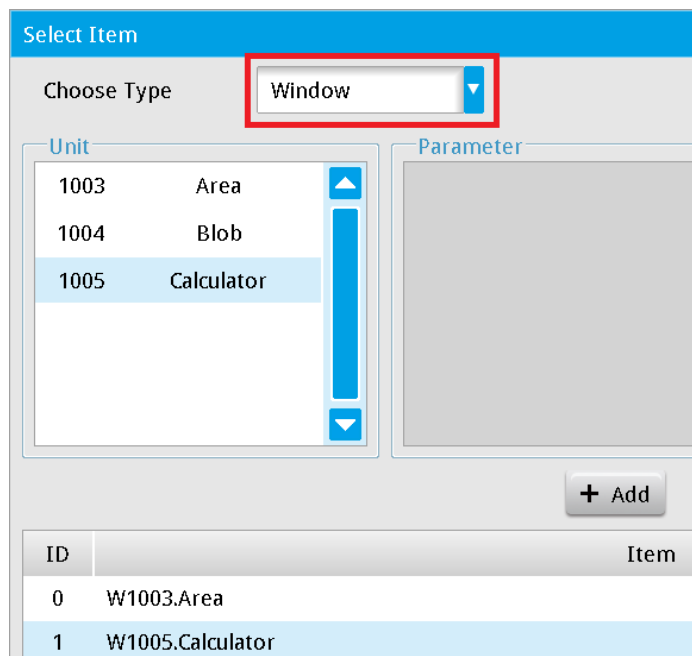 Select Item
Choose Type Window
Unit Parameter
1003 Area
1004 Blob
1005 Calculator
+ Add
ID Item
0 W1003.Area
1 W1005.Calculator